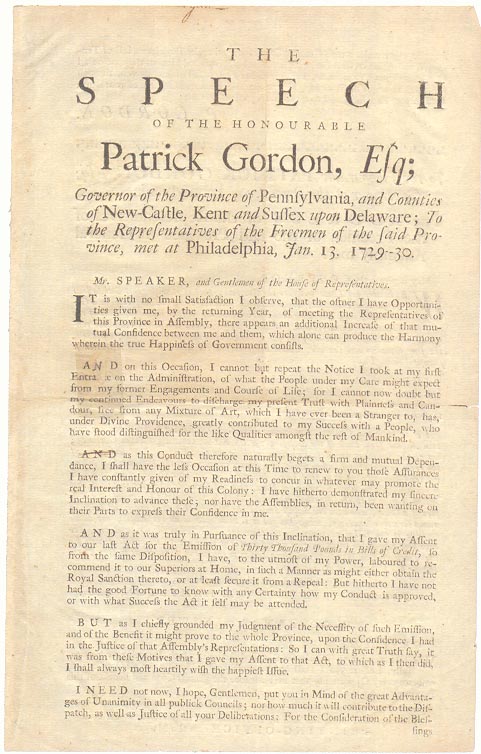 THE
SPEECH
OF THE HONOURABLE
Patrick Gordon, Eſq;
Governor of the Province of Pennſylvania, and Counties
of New-Caſtle, Kent and Suſſex upon Delaware; To
the Repreſentatives of the Freemen of the ſaid Pro-
vince, met at Philadelphia, Jan. 13. 1729--30.
Mr. SPEAKER, and Gentlemen of the Houſe of Repreſentatives.
IT is with no ſmall Satisfaction I obſerve, that the oftner I have Opportuni-
ties given me, by the returning Year, of meeting the Repreſentatives of
this Province in Aſſembly, there appears an additional Increaſe of that mu-
tual Confidence between me and them, which alone can produce the Harmony
wherein the true Happineſs of Government conſiſts.
AND on this Occaſion, I cannot but repeat the Notice I took at my firſt
Entrance on the Adminiſtration, of what the People under my Care might expect
from my former Engagements and Courſe of Life; for I cannot now doubt but
my continued Endeavours to diſcharge my preſent Truſt with Plainneſs and Can-
dour, free from any Mixture of Art, which I have ever been a Stranger to, has,
under Divine Providence, greatly contributed to my Succeſs with a People, who
have ſtood diſtinguiſhed for the like Qualities amongſt the reſt of Mankind.
AND as this Conduct therefore naturally begets a firm and mutual Depen-
dance, I ſhall have the leſs Occaſion at this Time to renew to you thoſe Aſſurances
I have conſtantly given of my Readineſs to concur in whatever may promote the
real Intereſt and Honour of this Colony: I have hitherto demonſtrated my ſincere
Inclination to advance theſe; nor have the Aſſemblies, in return, been wanting on
their Parts to expreſs their Confidence in me.
AND as it was truly in Purſuance of this Inclination, that I gave my Aſſent
to our laſt Act for the Emiſſion of Thirty Thouſand Pounds in Bills of Credit, ſo
from the ſame Diſpoſition, I have, to the utmoſt of my Power, laboured to re-
commend it to our Superiors at Home, in ſuch a Manner as might either obtain the
Royal Sanction thereto, or at leaſt ſecure it from a Repeal: But hitherto I have not
had the good Fortune to know with any Certainty how my Conduct is approved,
or with what Succeſs the Act it ſelf may be attended.
BUT as I chiefly grounded my Judgment of the Neceſſity of ſuch Emiſſion,
and of the Benefit it might prove to the whole Province, upon the Confidence I had
in the Juſtice of that Aſſembly's Repreſentations: So I can with great Truth ſay, it
was from theſe Motives that I gave my Aſſent to that Act, to which as I then did,
I ſhall always moſt heartily wiſh the happieſt Iſſue.
I NEED not now, I hope, Gentlemen, put you in Mind of the great Advanta-
ges of Unanimity in all publick Councils; nor how much it will contribute to the Diſ-
patch, as well as Juſtice of all your Deliberations: For the Conſideration of the Bleſ-
ſings